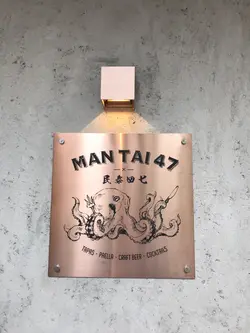 MAN TAI 47
民泰四七
TAPAS - PAELLA - CRAFT BEER - COCKTAILS